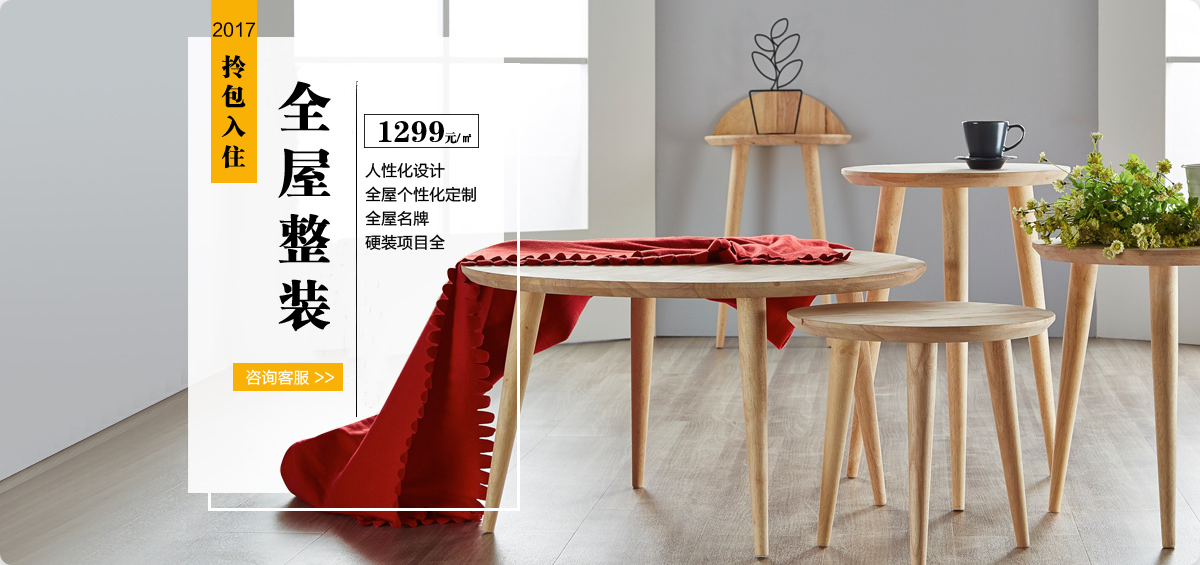 2017
拎包入住
全屋整装
1299元/㎡
人性化设计
全屋个性化定制
全屋名牌
硬装项目全
咨询客服 >>